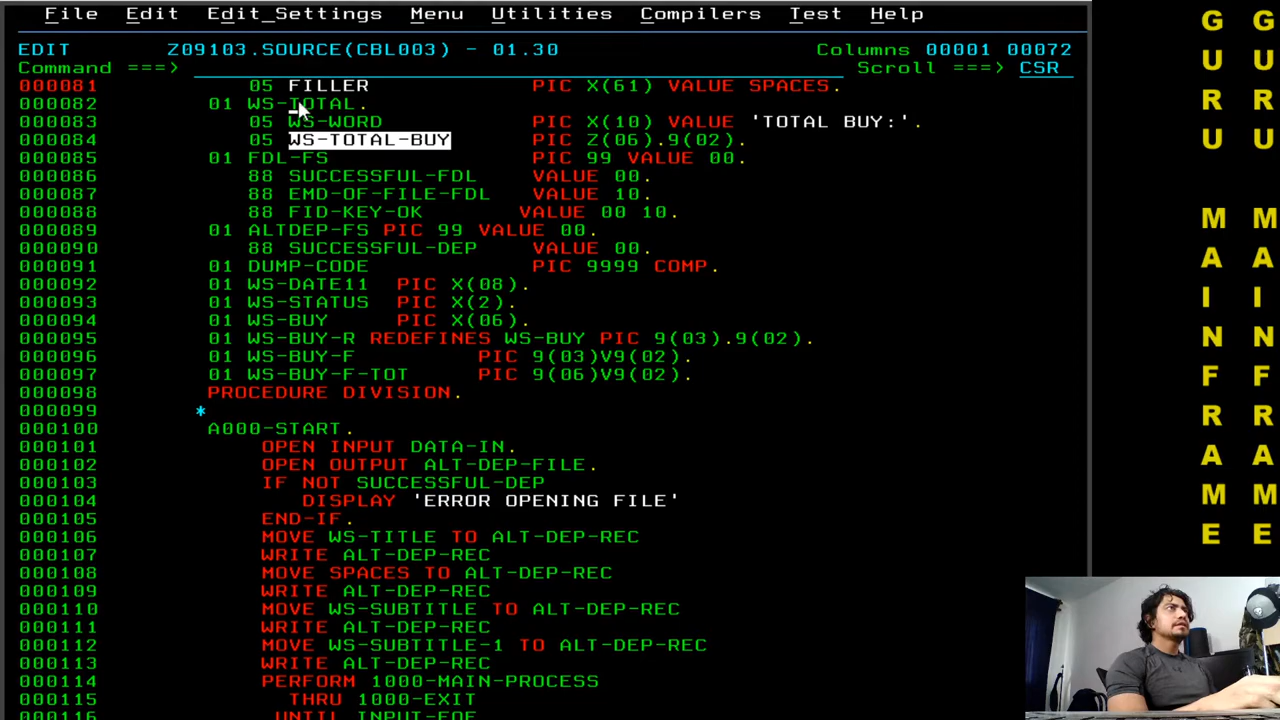 File Edit Edit_Settings Menu Utilities Compilers Test Help
EDIT Z09103.SOURCE(CBL003) - 01.30 Columns 00001 00072
Command ===> Scroll ===> CSR
000081 05 FILLER PIC X(61) VALUE SPACES.
000082 01 WS-TOTAL.
000083 05 WS-WORD PIC X(10) VALUE 'TOTAL BUY:'.
000084 05 WS-TOTAL-BUY PIC Z(06).9(02).
000085 01 FDL-FS PIC 99 VALUE 00.
000086 88 SUCCESSFUL-FDL VALUE 00.
000087 88 EMD-OF-FILE-FDL VALUE 10.
000088 88 FID-KEY-OK VALUE 00 10.
000089 01 ALTDEP-FS PIC 99 VALUE 00.
000090 88 SUCCESSFUL-DEP VALUE 00.
000091 01 DUMP-CODE PIC 9999 COMP.
000092 01 WS-DATE11 PIC X(08).
000093 01 WS-STATUS PIC X(2).
000094 01 WS-BUY PIC X(06).
000095 01 WS-BUY-R REDEFINES WS-BUY PIC 9(03).9(02).
000096 01 WS-BUY-F PIC 9(03)V9(02).
000097 01 WS-BUY-F-TOT PIC 9(06)V9(02).
000098 PROCEDURE DIVISION.
000099 *
000100 A000-START.
000101 OPEN INPUT DATA-IN.
000102 OPEN OUTPUT ALT-DEP-FILE.
000103 IF NOT SUCCESSFUL-DEP
000104 DISPLAY 'ERROR OPENING FILE'
000105 END-IF.
000106 MOVE WS-TITLE TO ALT-DEP-REC
000107 WRITE ALT-DEP-REC
000108 MOVE SPACES TO ALT-DEP-REC
000109 WRITE ALT-DEP-REC
000110 MOVE WS-SUBTITLE TO ALT-DEP-REC
000111 WRITE ALT-DEP-REC
000112 MOVE WS-SUBTITLE-1 TO ALT-DEP-REC
000113 WRITE ALT-DEP-REC
000114 PERFORM 1000-MAIN-PROCESS
000115 THRU 1000-EXIT
000116 UNTIL INPUT-EOF
GURU MAINFRAME
GURU MAINFRAME